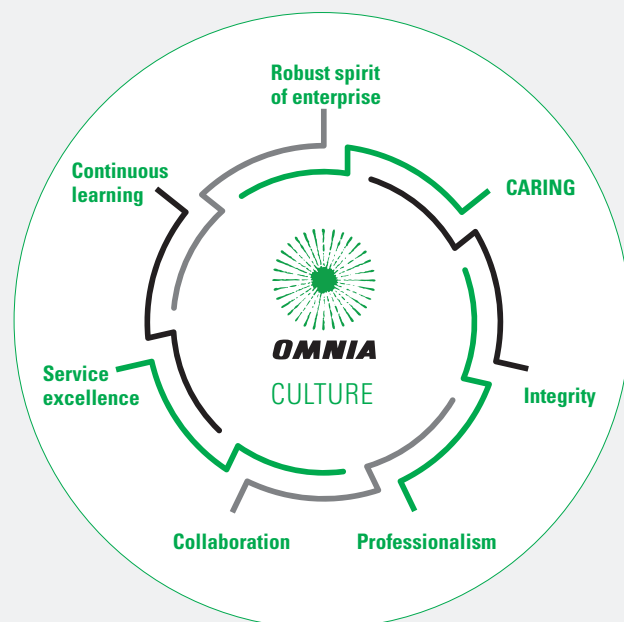 Robust spirit
of enterprise
CARING
Integrity
Professionalism
Collaboration
Service
excellence
Continuous
learning
OMNIA
CULTURE